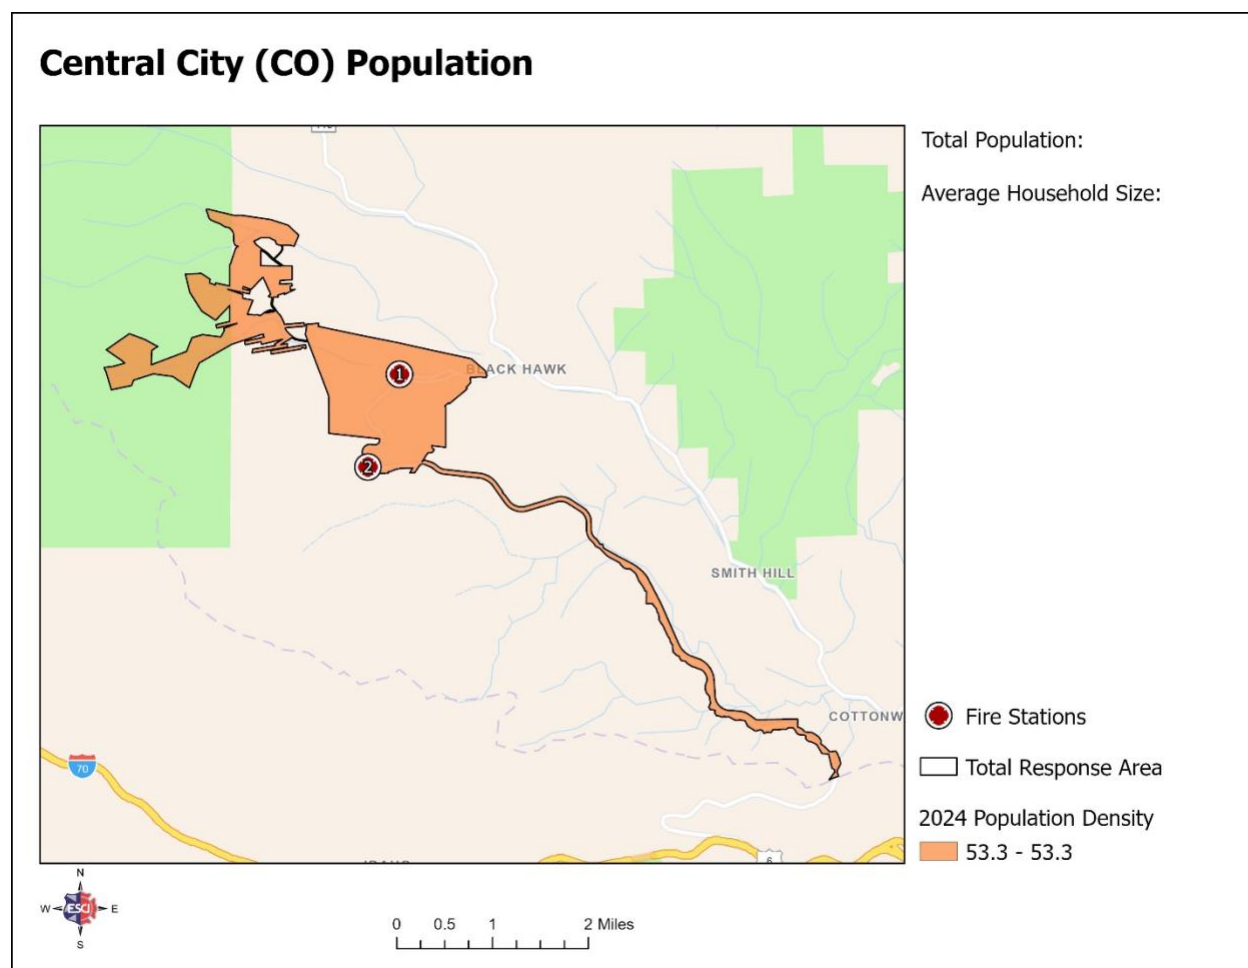 Central City (CO) Population
Total Population:
Average Household Size:
1
BLACK HAWK
2
SMITH HILL
COTTONW
Fire Stations
70
Total Response Area
2024 Population Density
53.3 - 53.3
6
N
W ESCI E
S
0 0.5 1 2 Miles